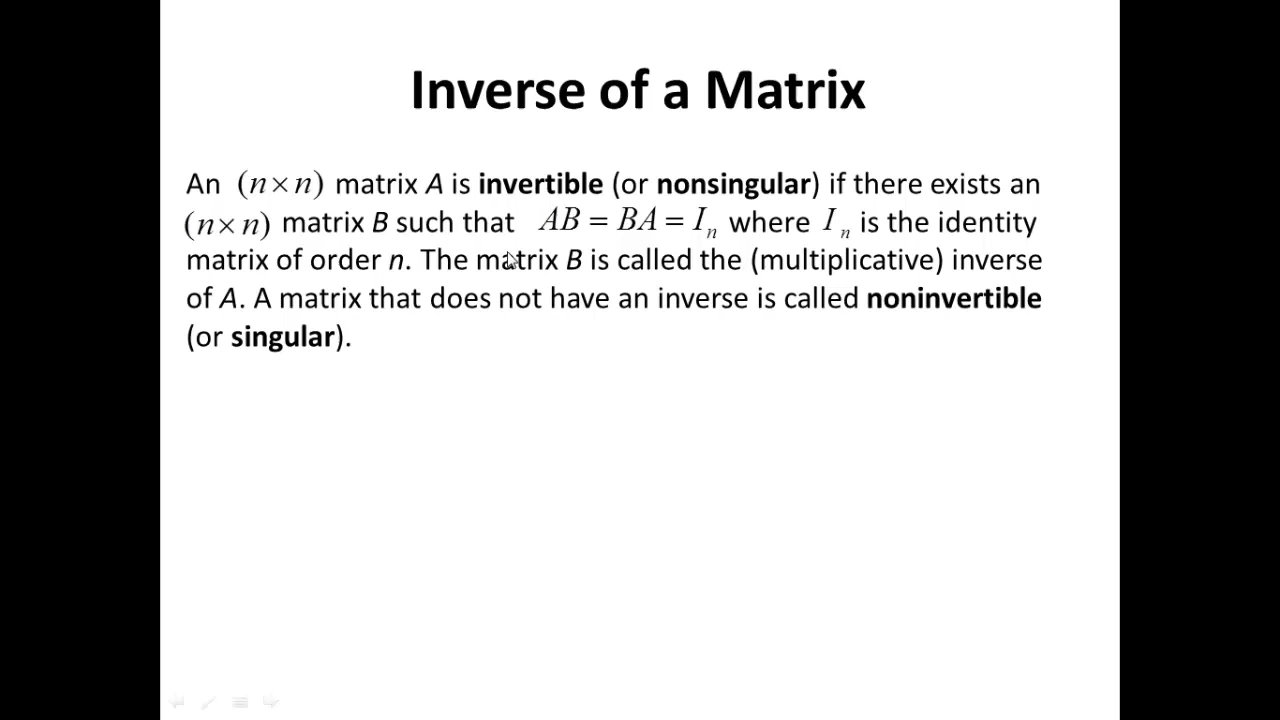 Inverse of a Matrix
An (n×n) matrix A is invertible (or nonsingular) if there exists an
(n×n) matrix B such that AB = BA = Iₙ where Iₙ is the identity
matrix of order n. The matrix B is called the (multiplicative) inverse
of A. A matrix that does not have an inverse is called noninvertible
(or singular).